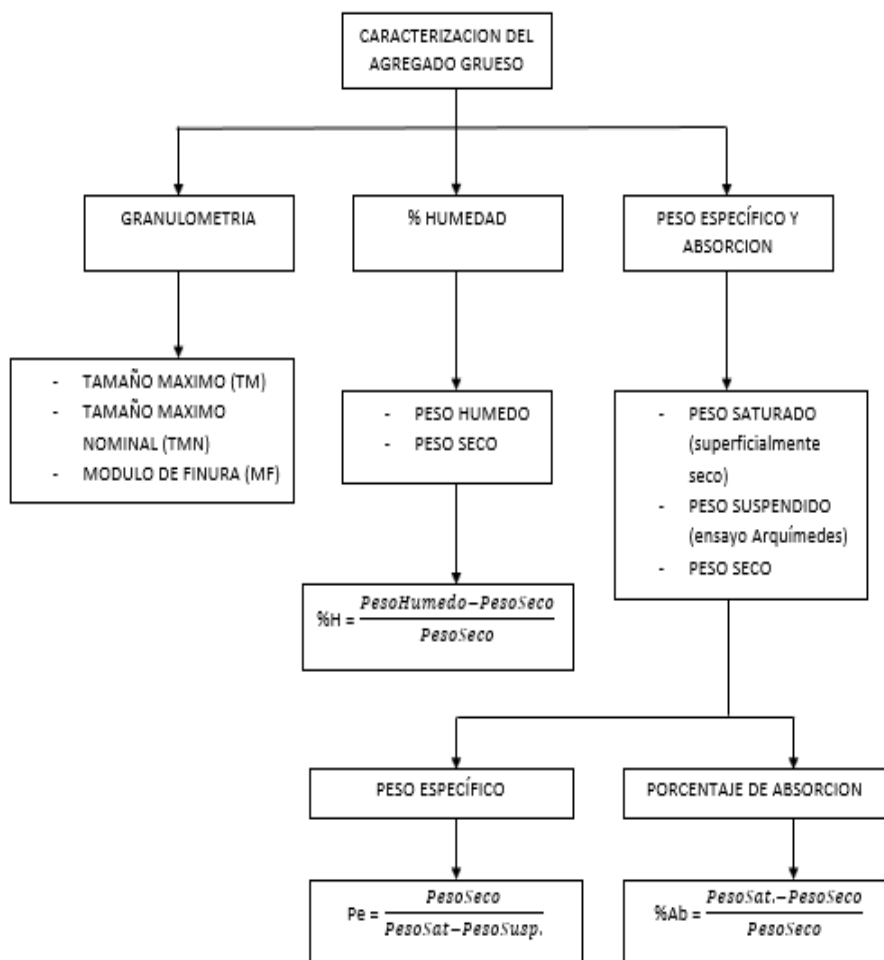 CARACTERIZACION DEL
AGREGADO GRUESO
GRANULOMETRIA
% HUMEDAD
PESO ESPECÍFICO Y
ABSORCION
- TAMAÑO MAXIMO (TM)
- TAMAÑO MAXIMO
NOMINAL (TMN)
- MODULO DE FINURA (MF)
- PESO HUMEDO
- PESO SECO
- PESO SATURADO
(superficialmente
seco)
- PESO SUSPENDIDO
(ensayo Arquímedes)
- PESO SECO
%H = PesoHumedo−PesoSeco
PesoSeco
PESO ESPECÍFICO
PORCENTAJE DE ABSORCION
Pe = PesoSeco
PesoSat−PesoSusp.
%Ab = PesoSat.−PesoSeco
PesoSeco